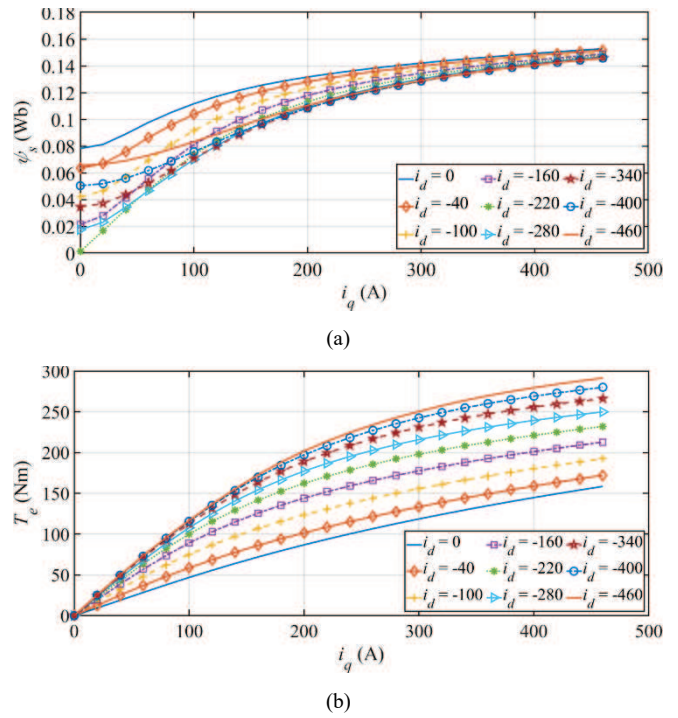 0.18
0.16
0.14
0.12
0.1
0.08
0.06
0.04
0.02
0
ψs (Wb)
0 100 200 300 400 500
iq (A)
id = 0 id = -160 id = -340
id = -40 id = -220 id = -400
id = -100 id = -280 id = -460
(a)
300
250
200
150
100
50
0
Te (Nm)
0 100 200 300 400 500
iq (A)
id = 0 id = -160 id = -340
id = -40 id = -220 id = -400
id = -100 id = -280 id = -460
(b)